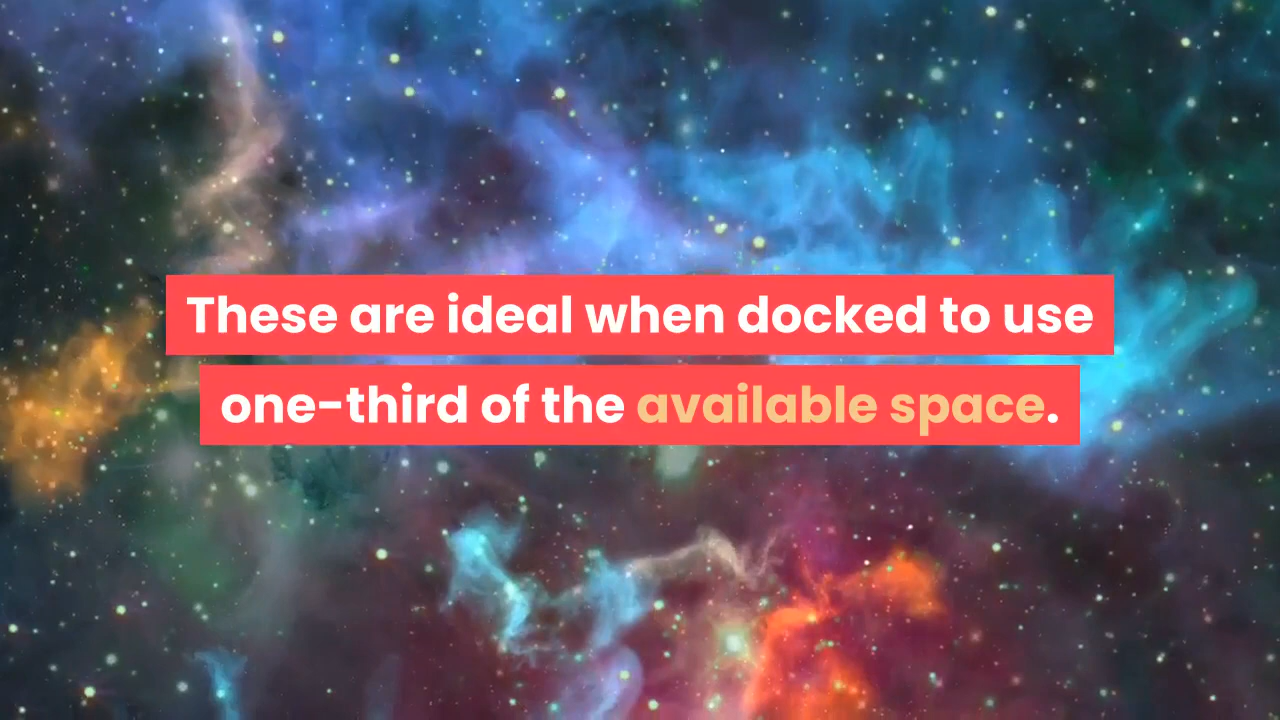 These are ideal when docked to use
one-third of the available space.